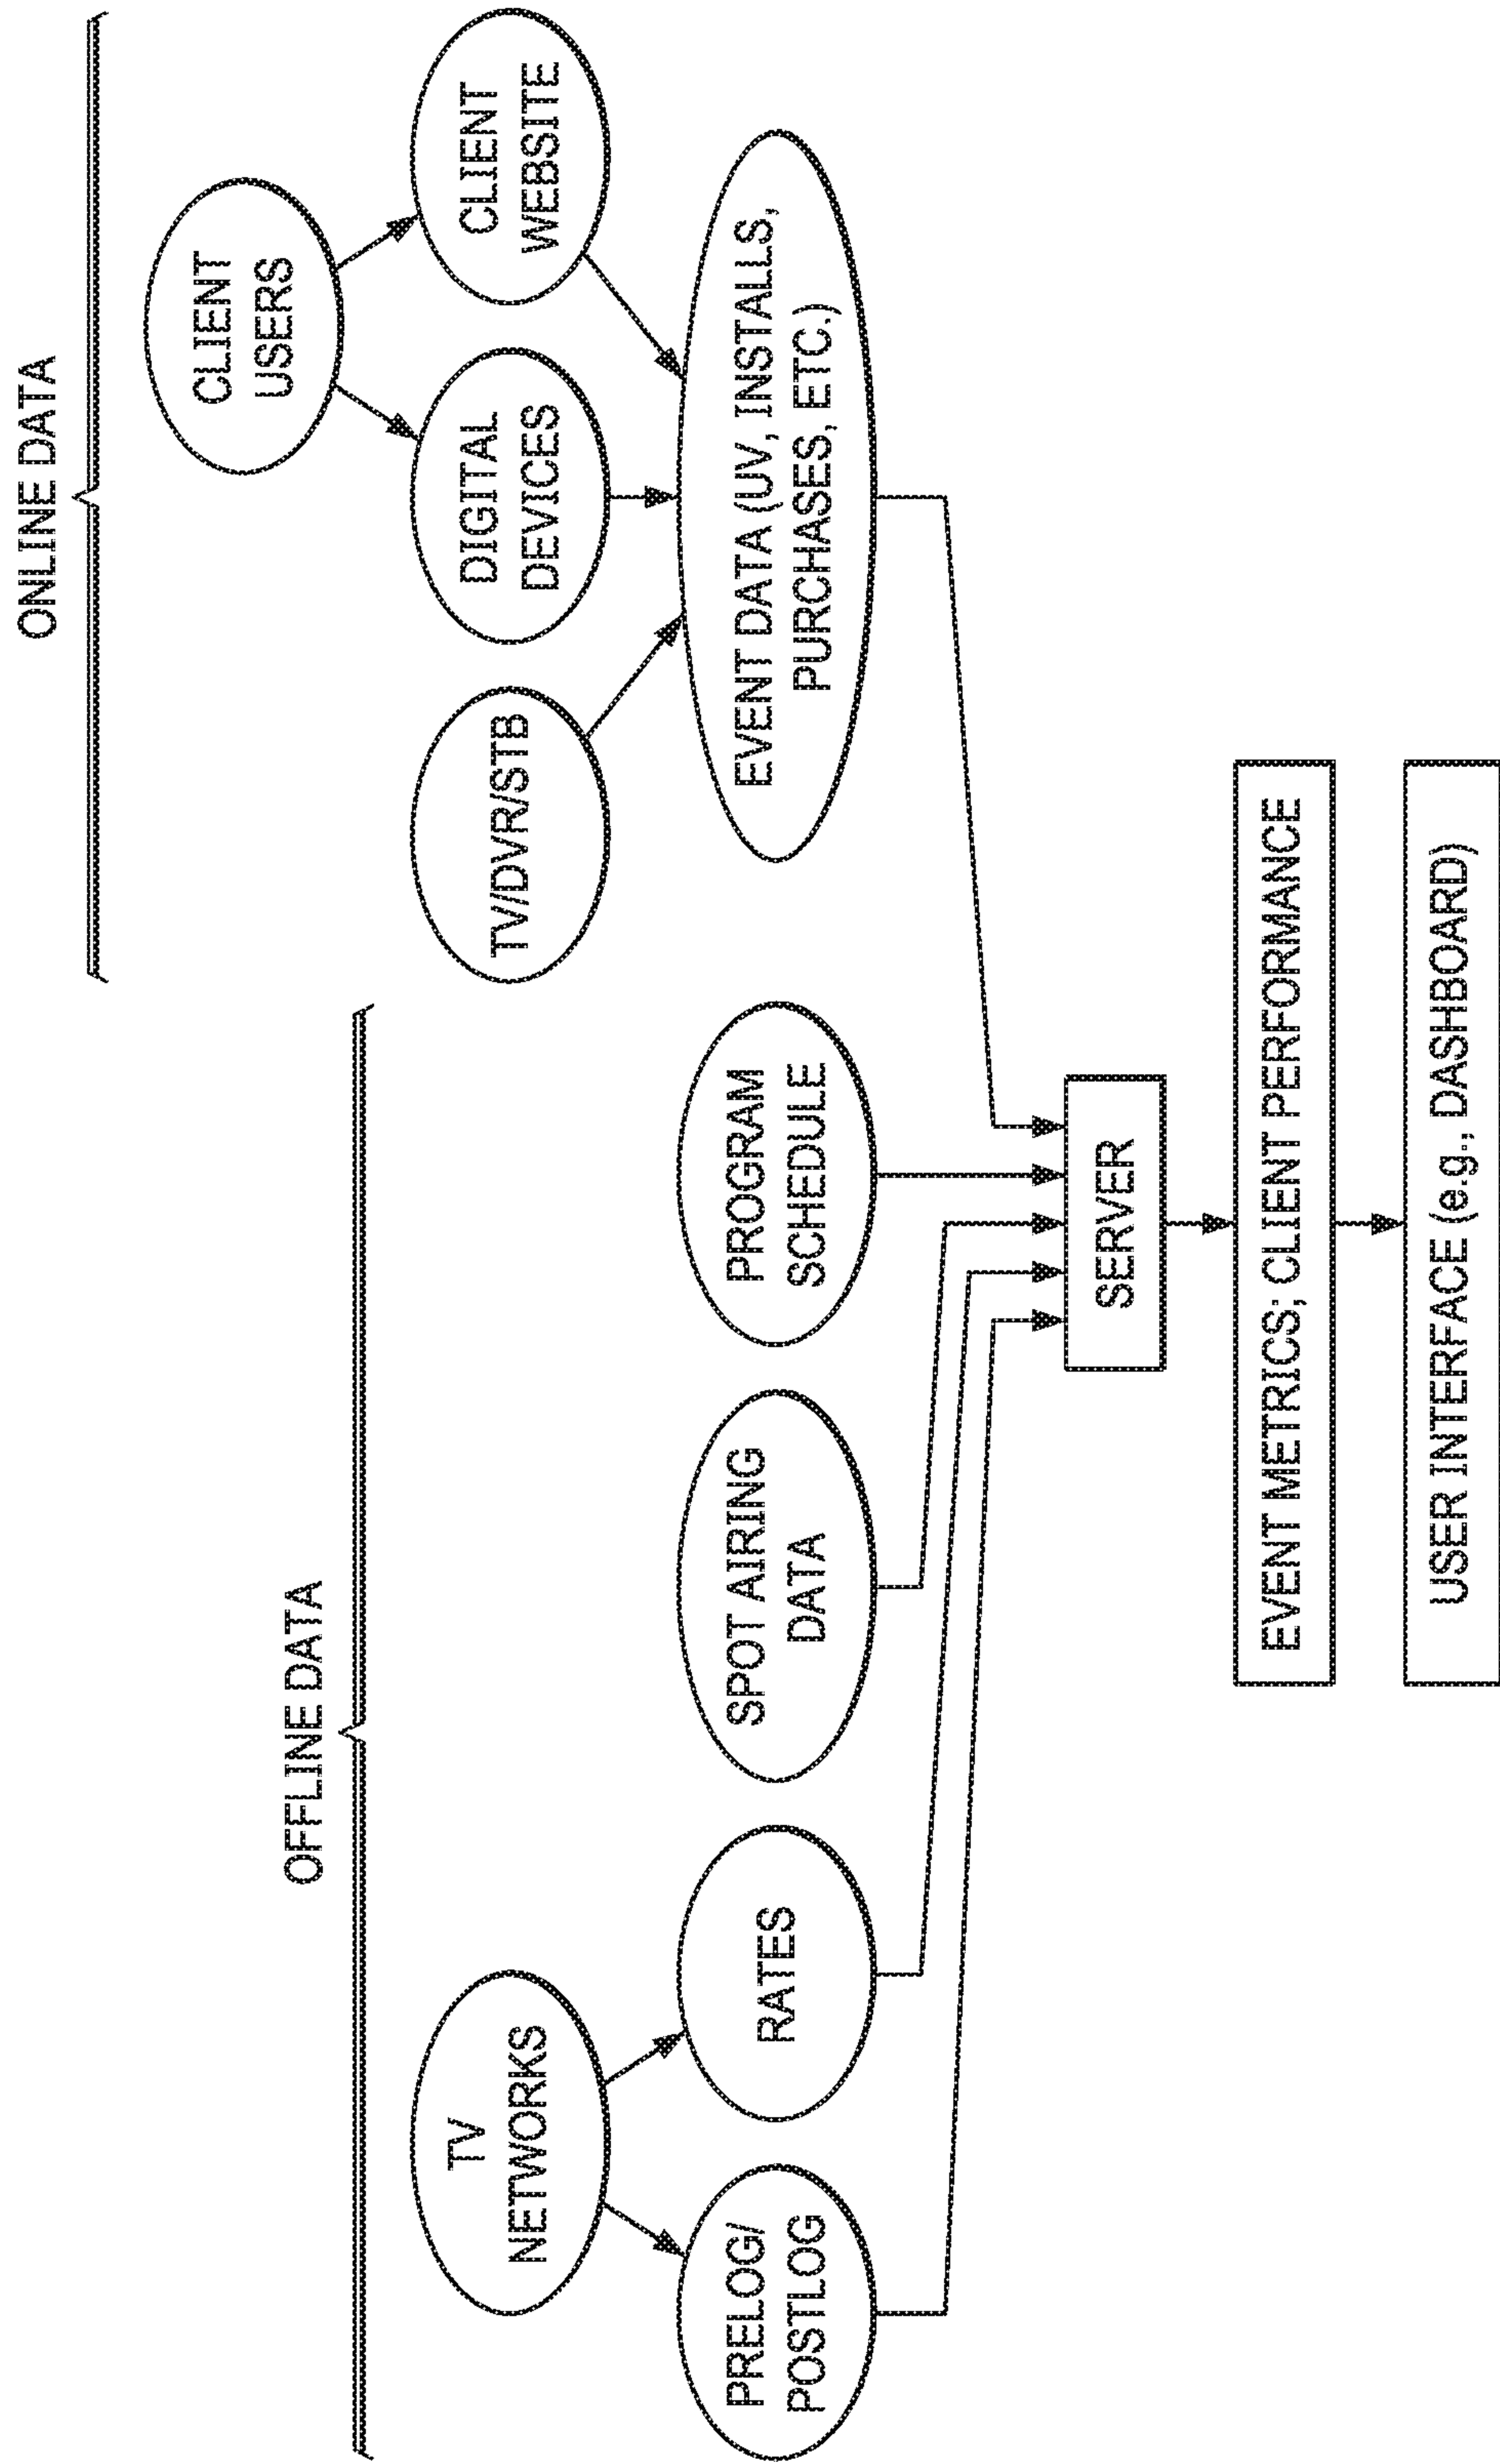 ONLINE DATA
OFFLINE DATA
CLIENT
USERS
TV
NETWORKS
TV/DVR/STB
DIGITAL
DEVICES
CLIENT
WEBSITE
PRELOG/
POSTLOG
RATES
SPOT AIRING
DATA
PROGRAM
SCHEDULE
EVENT DATA (UV, INSTALLS,
PURCHASES, ETC.)
SERVER
EVENT METRICS; CLIENT PERFORMANCE
USER INTERFACE (e.g., DASHBOARD)